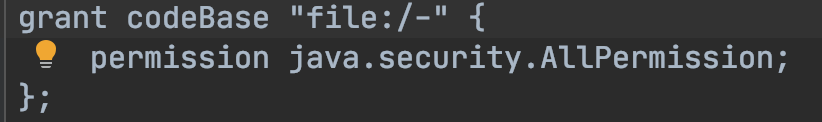 grant codeBase "file:/-" {
    permission java.security.AllPermission;
};